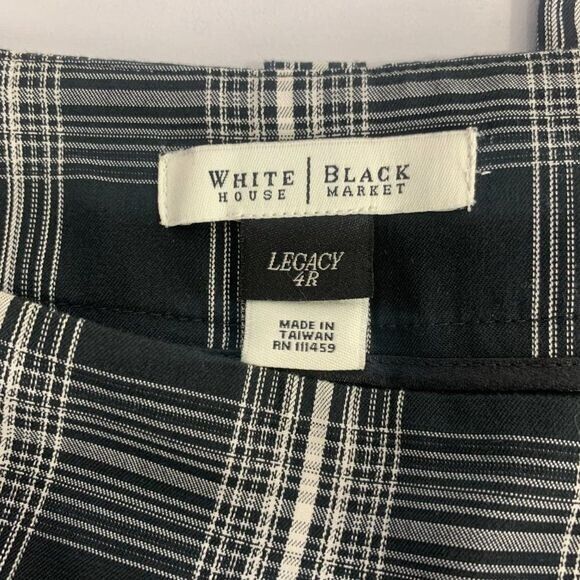 WHITE | BLACK
HOUSE MARKET
LEGACY
4R
MADE IN
TAIWAN
RN 111459